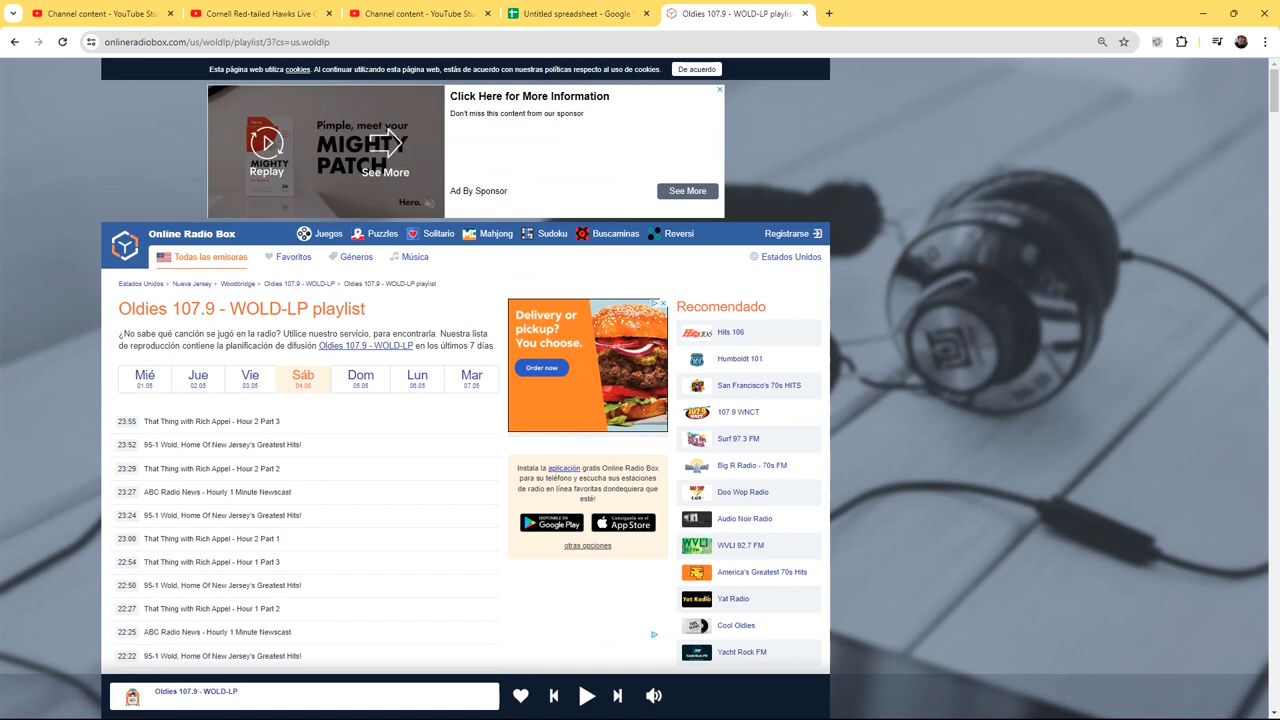 Channel content - YouTube Stu
Cornell Red-tailed Hawks Live C
Channel content - YouTube Stu
Untitled spreadsheet - Google S
Oldies 107.9 - WOLD-LP playlist
onlineradiobox.com/us/woldlp/playlist/3?cs=us.woldlp
Esta página web utiliza cookies. Al continuar utilizando esta página web, estás de acuerdo con nuestras políticas respecto al uso de cookies.
De acuerdo
Pimple, meet your
MIGHTY
PATCH
MIGHTY
PATCH
Replay
See More
Hero.
Click Here for More Information
Don't miss this content from our sponsor
Ad By Sponsor
See More
Online Radio Box
Juegos
Puzzles
Solitario
Mahjong
Sudoku
Buscaminas
Reversi
Registrarse
Todas las emisoras
Favoritos
Géneros
Música
Estados Unidos
Estados Unidos › Nueva Jersey › Woodbridge › Oldies 107.9 - WOLD-LP › Oldies 107.9 - WOLD-LP playlist
Oldies 107.9 - WOLD-LP playlist
¿No sabe qué canción se jugó en la radio? Utilice nuestro servicio, para encontrarla. Nuestra lista
de reproducción contiene la planificación de difusión Oldies 107.9 - WOLD-LP en los últimos 7 días.
Mié Jue Vie Sáb Dom Lun Mar
01.05 02.05 03.05 04.05 05.05 06.05 07.05
23:55 That Thing with Rich Appel - Hour 2 Part 3
23:52 95-1 Wold, Home Of New Jersey's Greatest Hits!
23:29 That Thing with Rich Appel - Hour 2 Part 2
23:27 ABC Radio News - Hourly 1 Minute Newscast
23:24 95-1 Wold, Home Of New Jersey's Greatest Hits!
23:00 That Thing with Rich Appel - Hour 2 Part 1
22:54 That Thing with Rich Appel - Hour 1 Part 3
22:50 95-1 Wold, Home Of New Jersey's Greatest Hits!
22:27 That Thing with Rich Appel - Hour 1 Part 2
22:25 ABC Radio News - Hourly 1 Minute Newscast
22:22 95-1 Wold, Home Of New Jersey's Greatest Hits!
Delivery or
pickup?
You choose.
Order now
Instala la aplicación gratis Online Radio Box
para su teléfono y escucha sus estaciones
de radio en línea favoritas dondequiera que
esté!
DISPONIBLE EN
Google Play
Consíguelo en el
App Store
otras opciones
Recomendado
Hits 106
Humboldt 101
San Francisco's 70s HITS
107.9 WNCT
Surf 97.3 FM
Big R Radio - 70s FM
Doo Wop Radio
Audio Noir Radio
WVLI 92.7 FM
America's Greatest 70s Hits
Yat Radio
Cool Oldies
Yacht Rock FM
Oldies 107.9 - WOLD-LP